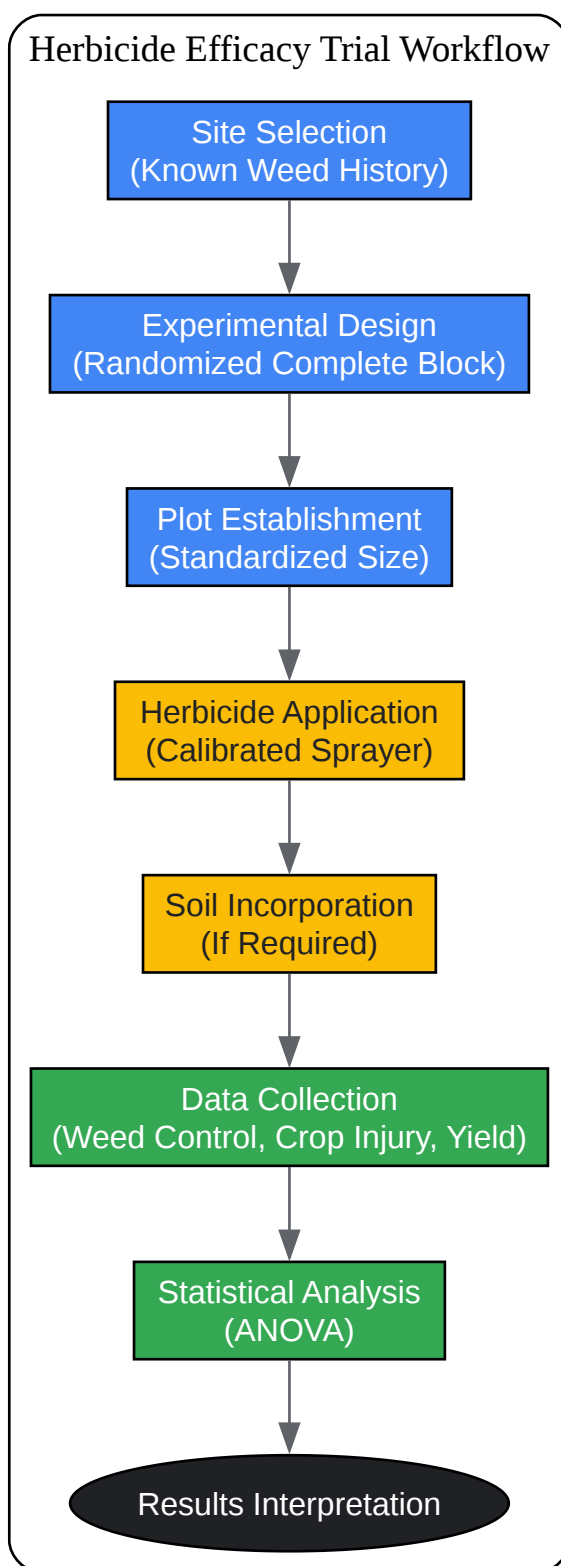 Herbicide Efficacy Trial Workflow
Site Selection
(Known Weed History)
Experimental Design
(Randomized Complete Block)
Plot Establishment
(Standardized Size)
Herbicide Application
(Calibrated Sprayer)
Soil Incorporation
(If Required)
Data Collection
(Weed Control, Crop Injury, Yield)
Statistical Analysis
(ANOVA)
Results Interpretation